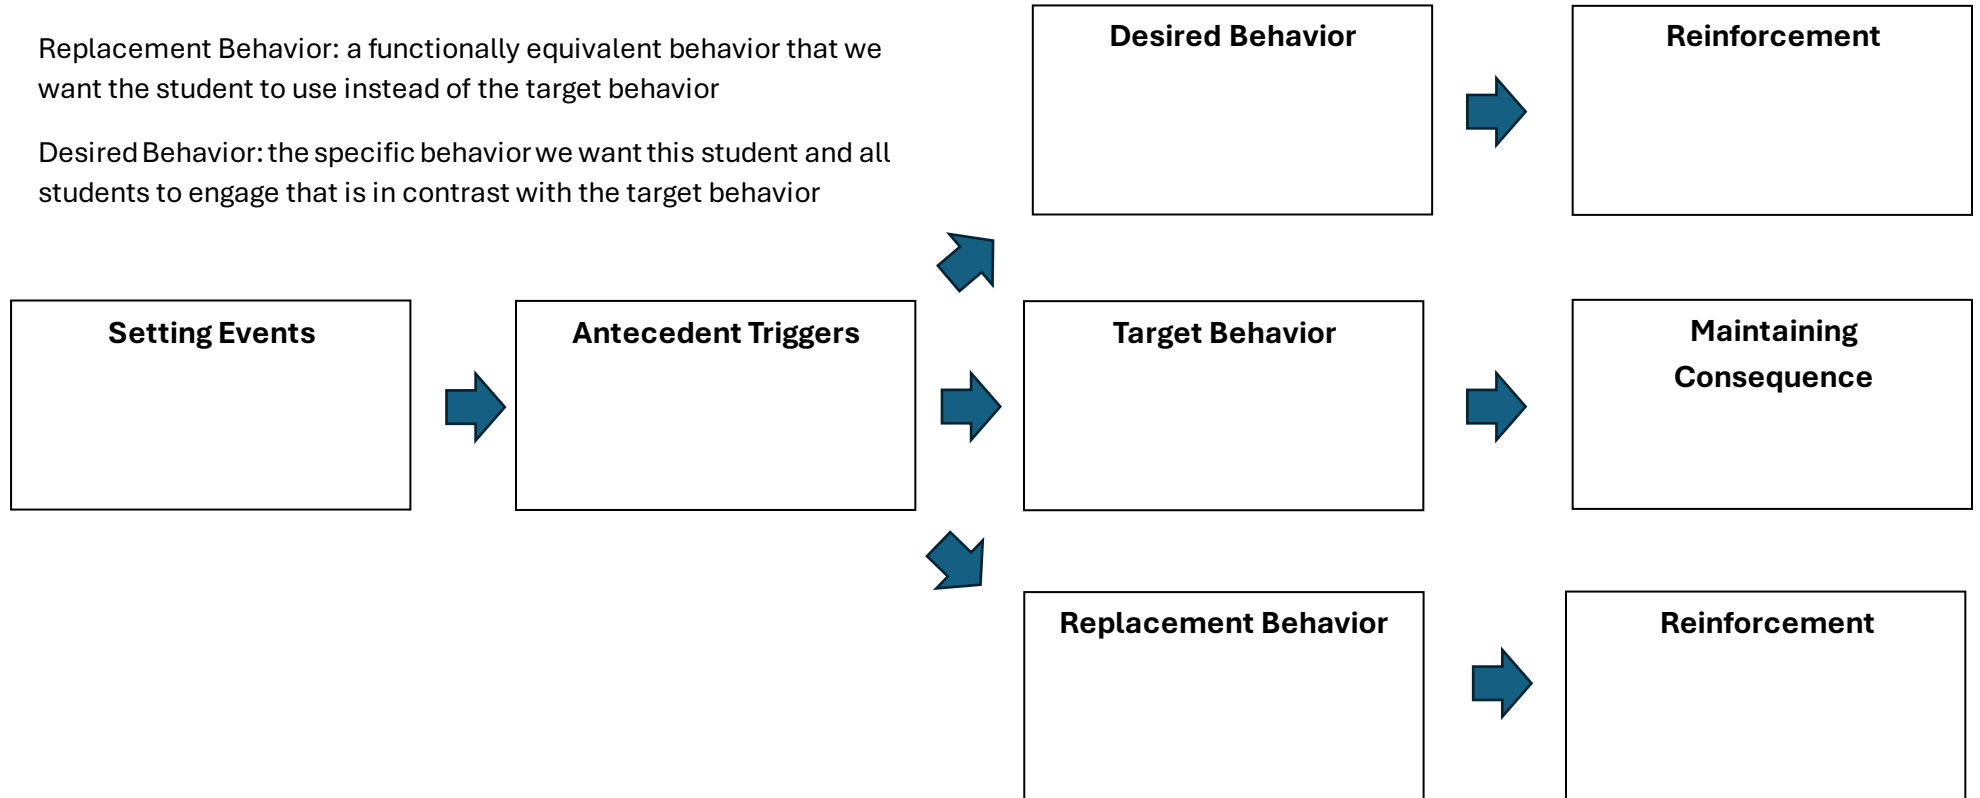 Replacement Behavior: a functionally equivalent behavior that we
want the student to use instead of the target behavior
Desired Behavior: the specific behavior we want this student and all
students to engage that is in contrast with the target behavior
Desired Behavior
Reinforcement
Setting Events
Antecedent Triggers
Target Behavior
Maintaining
Consequence
Replacement Behavior
Reinforcement